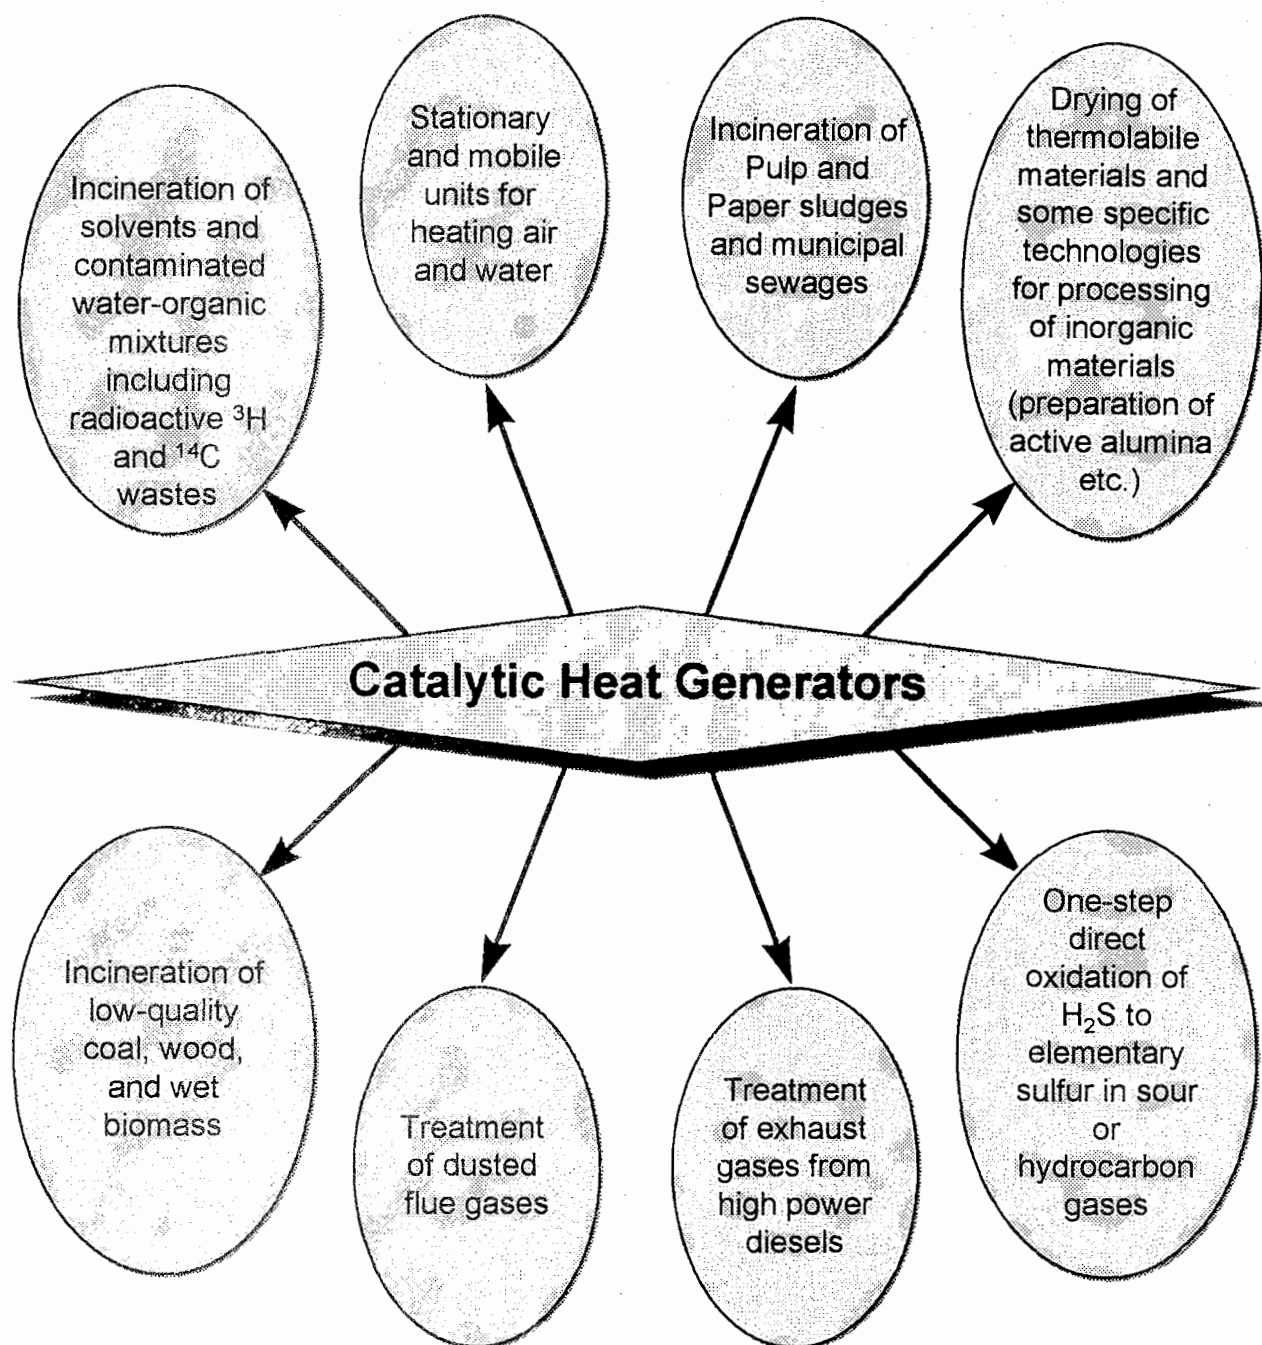 Incineration of
solvents and
contaminated
water-organic
mixtures
including
radioactive ³H
and ¹⁴C
wastes
Stationary
and mobile
units for
heating air
and water
Incineration of
Pulp and
Paper sludges
and municipal
sewages
Drying of
thermolabile
materials and
some specific
technologies
for processing
of inorganic
materials
(preparation of
active alumina
etc.)
Catalytic Heat Generators
Incineration of
low-quality
coal, wood,
and wet
biomass
Treatment
of dusted
flue gases
Treatment
of exhaust
gases from
high power
diesels
One-step
direct
oxidation of
H₂S to
elementary
sulfur in sour
or
hydrocarbon
gases